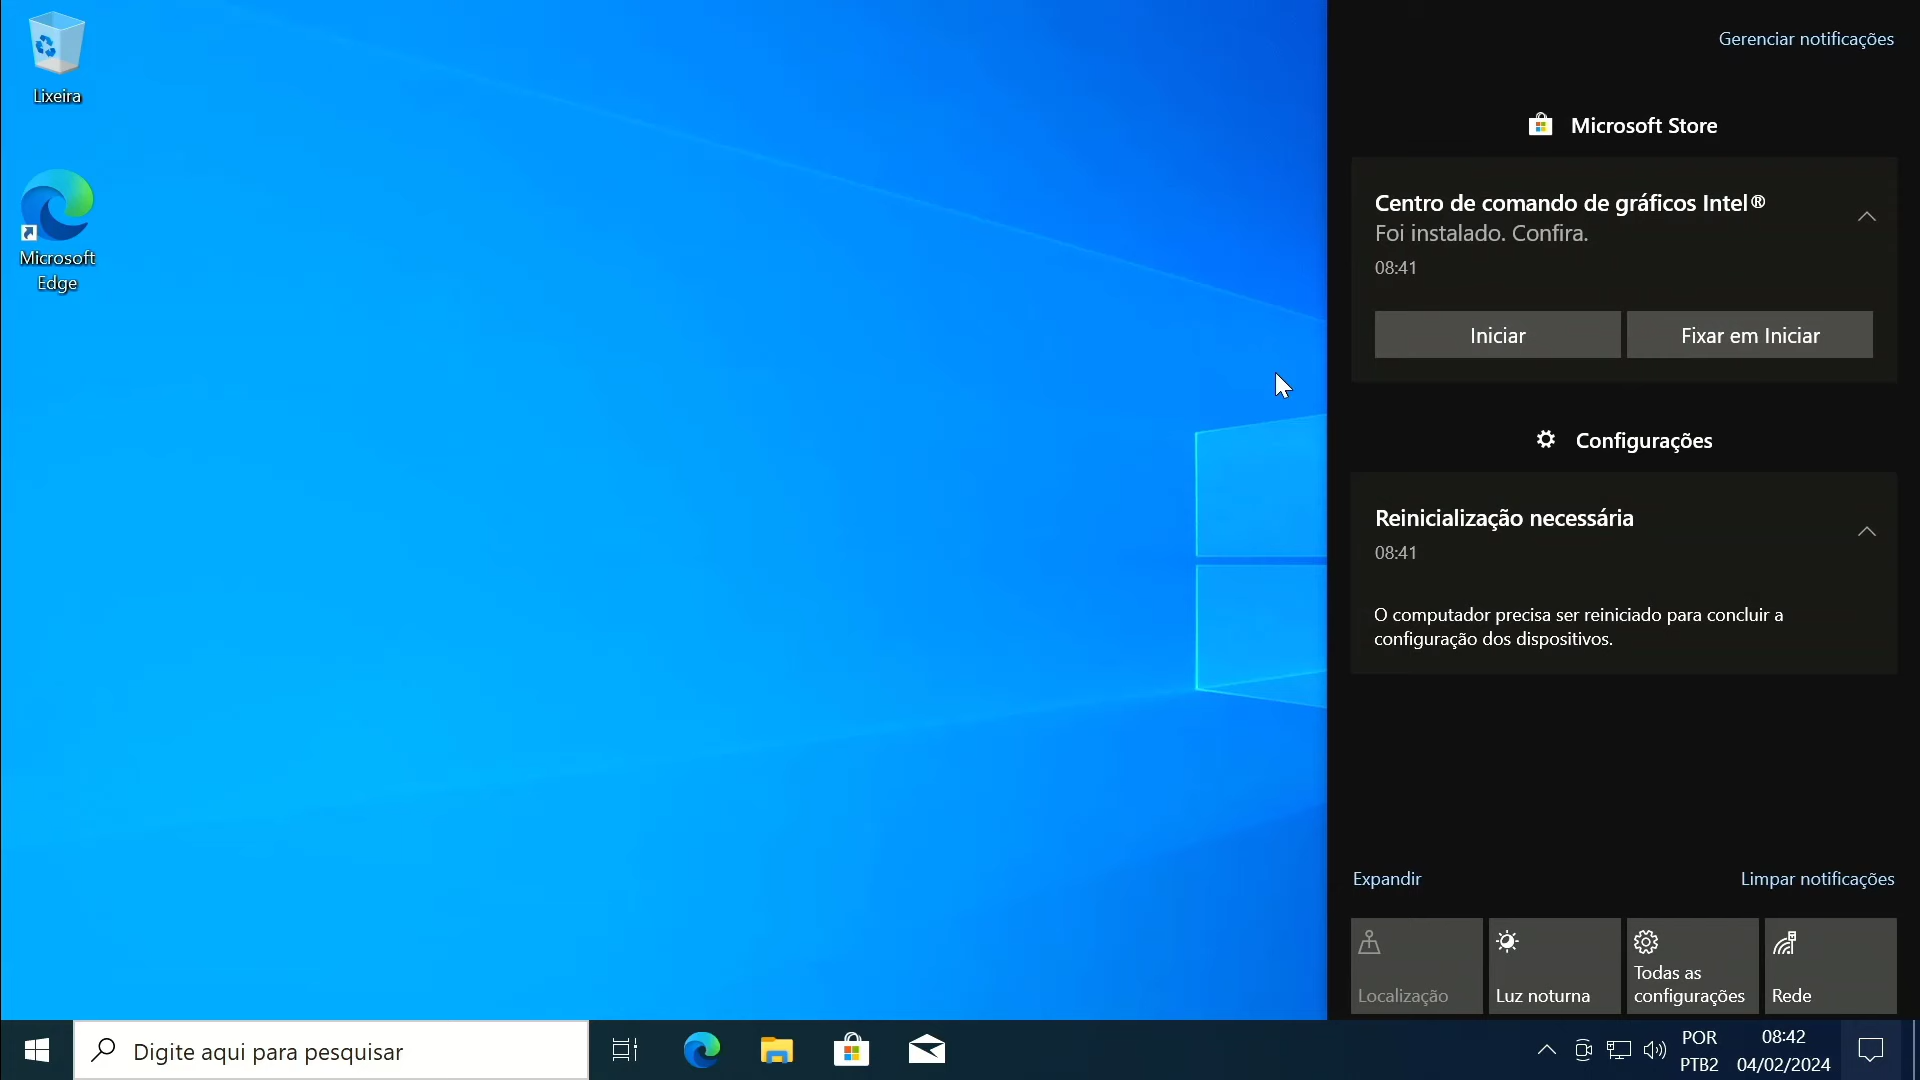 Lixeira
Microsoft
Edge
Gerenciar notificações
Microsoft Store
Centro de comando de gráficos Intel®
Foi instalado. Confira.
08:41
Iniciar
Fixar em Iniciar
Configurações
Reinicialização necessária
08:41
O computador precisa ser reiniciado para concluir a
configuração dos dispositivos.
Expandir
Limpar notificações
Localização
Luz noturna
Todas as
configurações
Rede
Digite aqui para pesquisar
POR
PTB2
08:42
04/02/2024